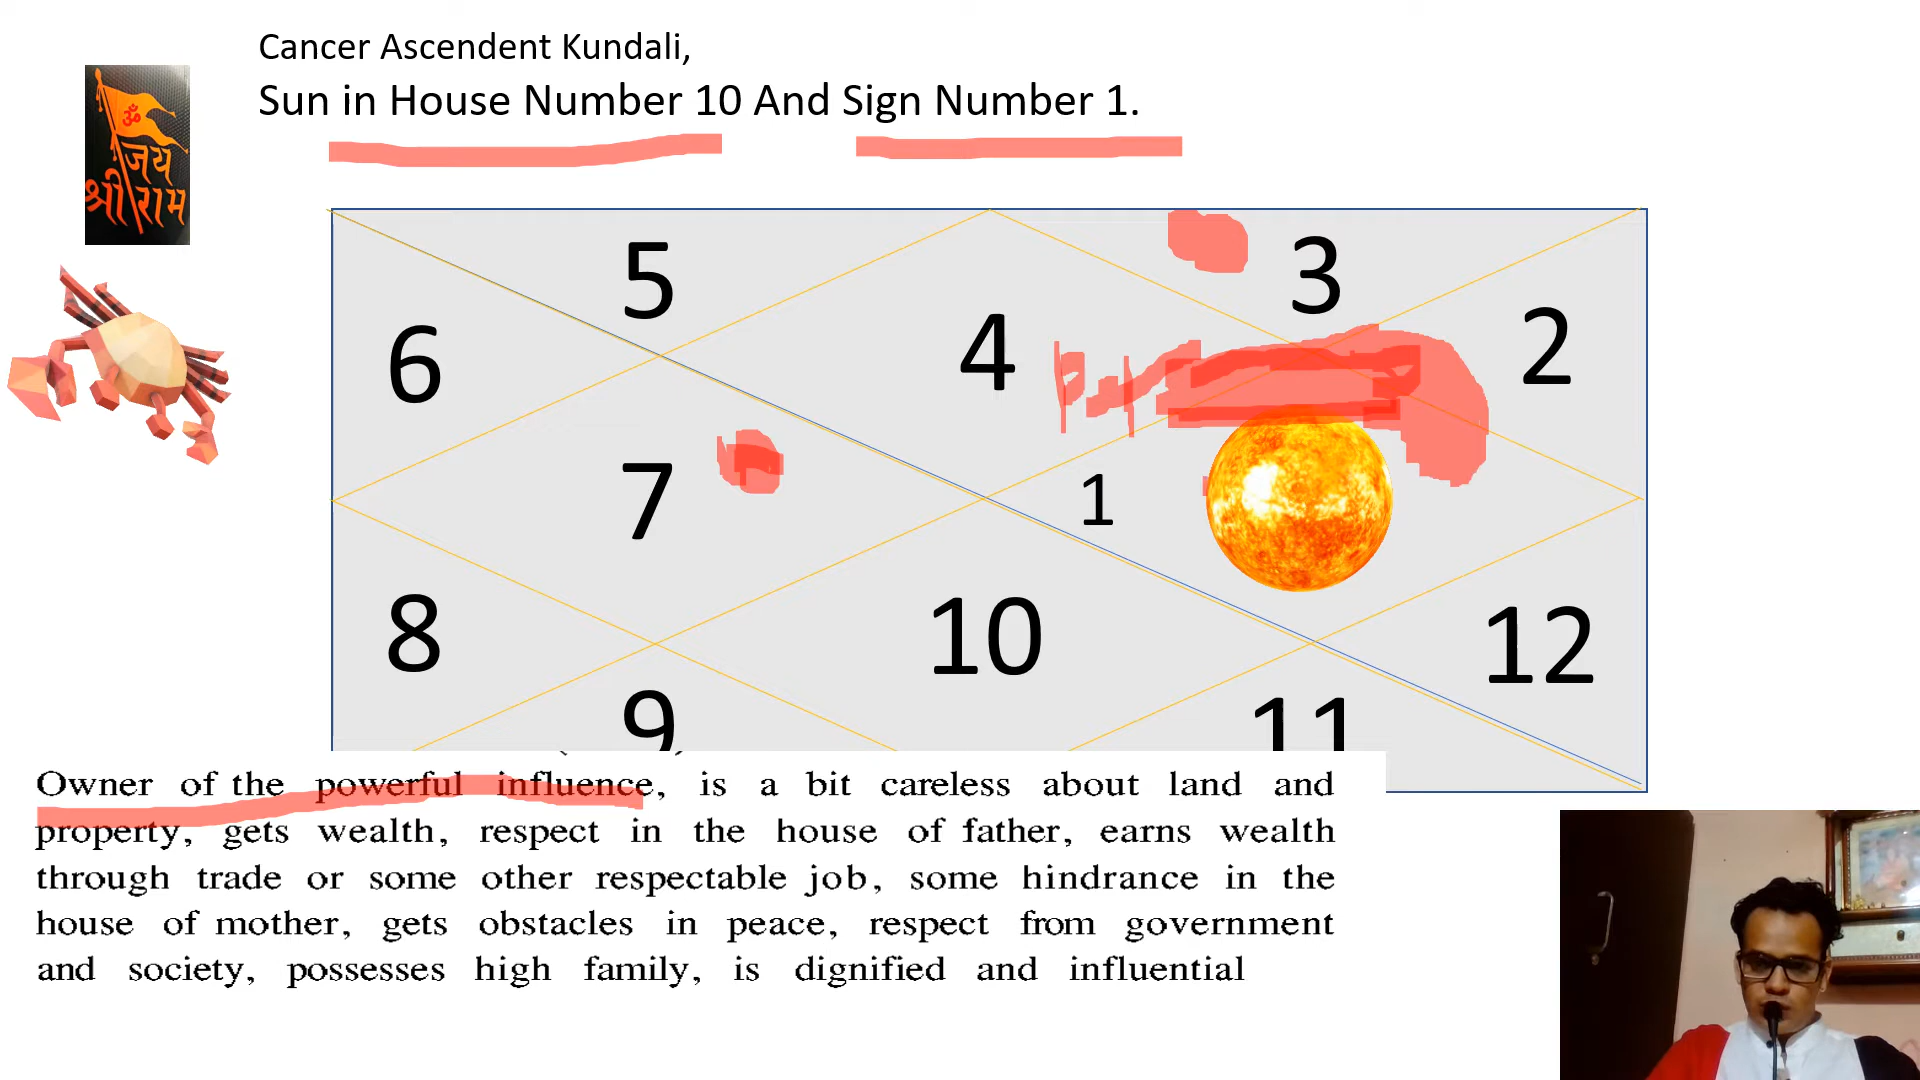 Cancer Ascendent Kundali,
Sun in House Number 10 And Sign Number 1.
ॐ
जय
श्री राम
5
3
6
4
2
7
1
8
10
12
9
11
Owner of the powerful influence, is a bit careless about land and
property, gets wealth, respect in the house of father, earns wealth
through trade or some other respectable job, some hindrance in the
house of mother, gets obstacles in peace, respect from government
and society, possesses high family, is dignified and influential